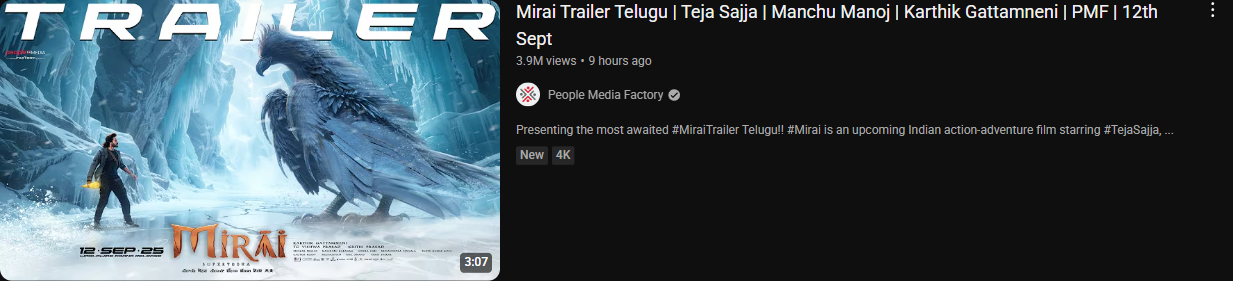 TRAILER
12-SEP-25
MIRAI
SUPERYODHA
3:07
Mirai Trailer Telugu | Teja Sajja | Manchu Manoj | Karthik Gattamneni | PMF | 12th
Sept
3.9M views • 9 hours ago
People Media Factory
Presenting the most awaited #MiraiTrailer Telugu!! #Mirai is an upcoming Indian action-adventure film starring #TejaSajja, ...
New 4K